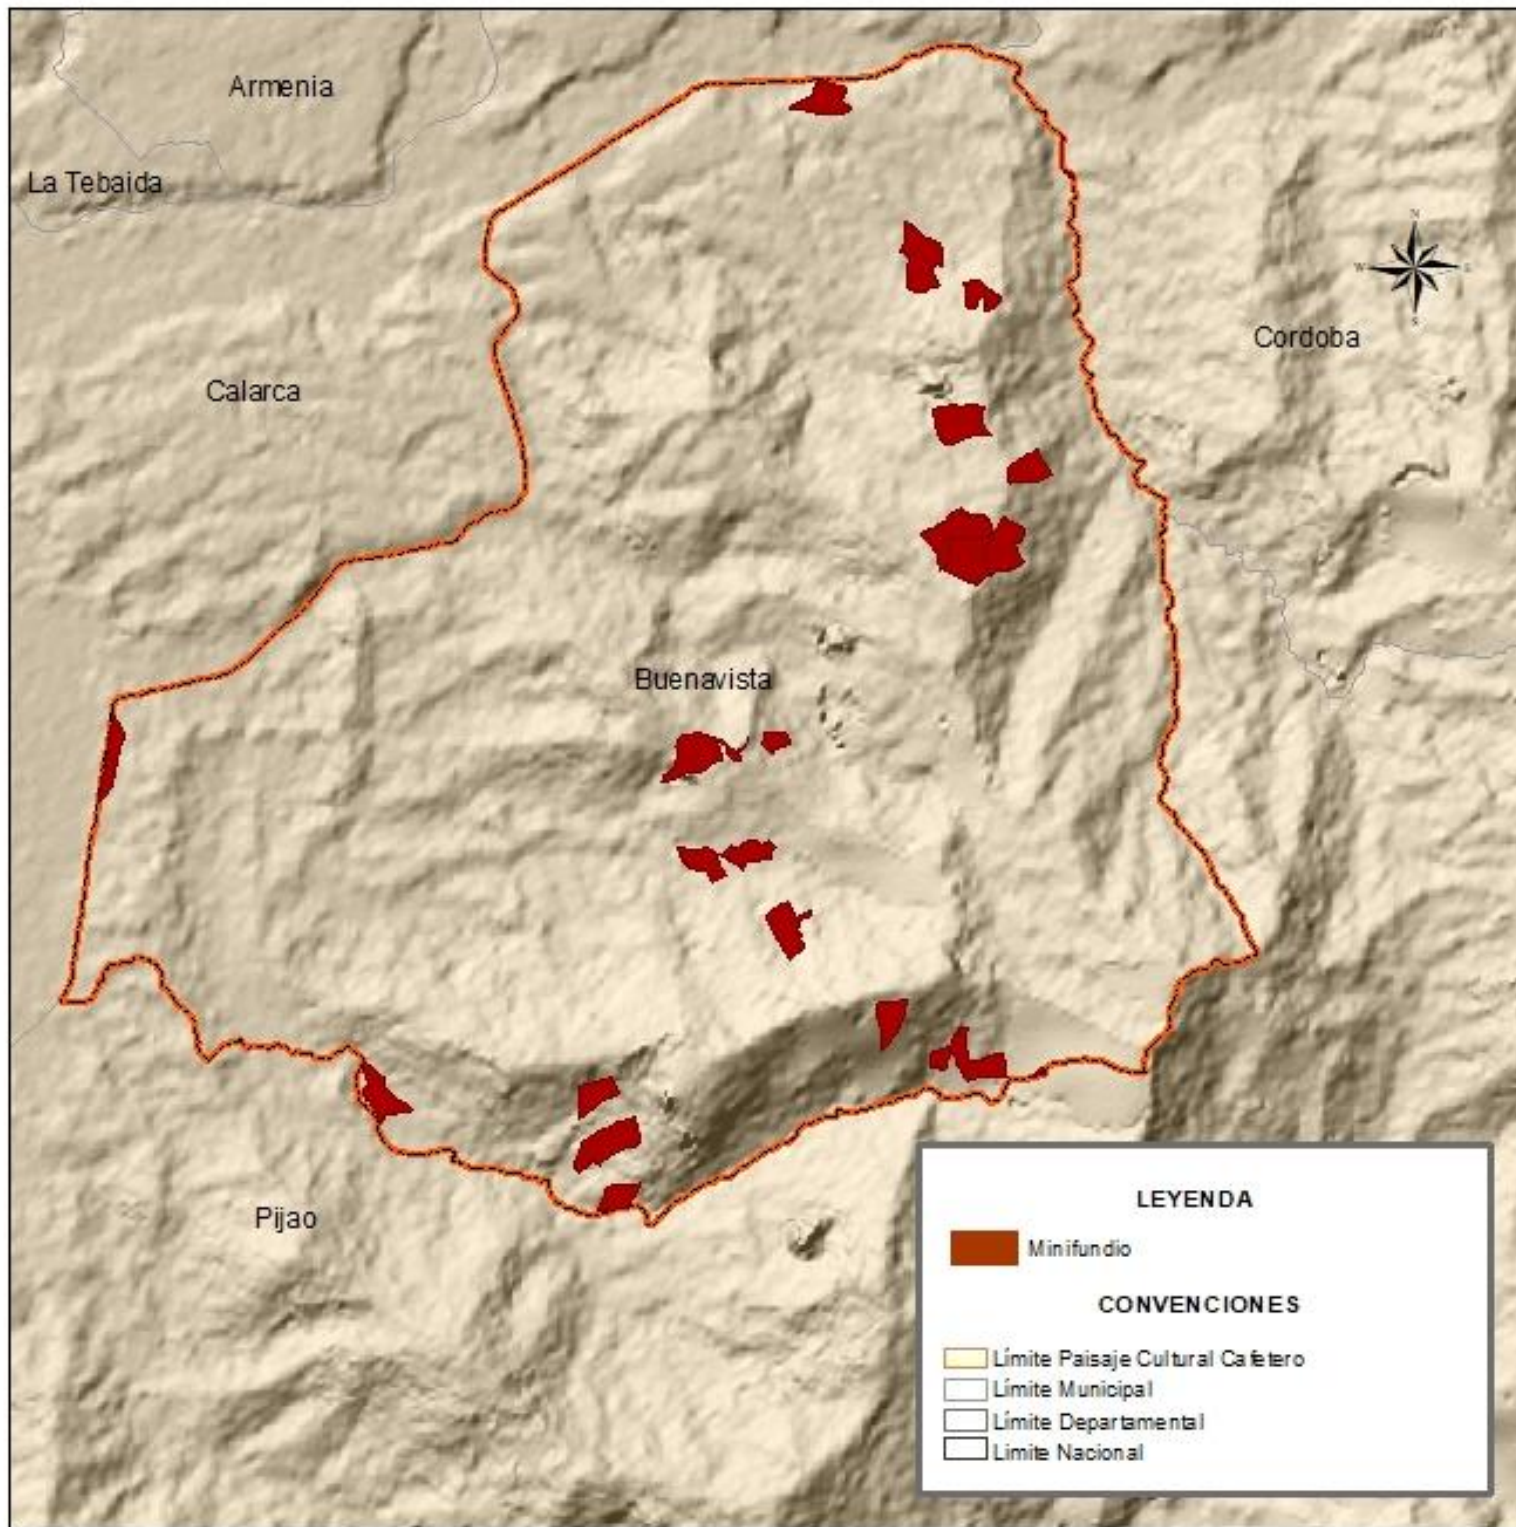 Armenia
La Tebaida
N
W
S
Cordoba
Calarca
Buenavista
Pijao
LEYENDA
Minifundio
CONVENCIONES
Límite Paisaje Cultural Cafetero
Límite Municipal
Límite Departamental
Limite Nacional